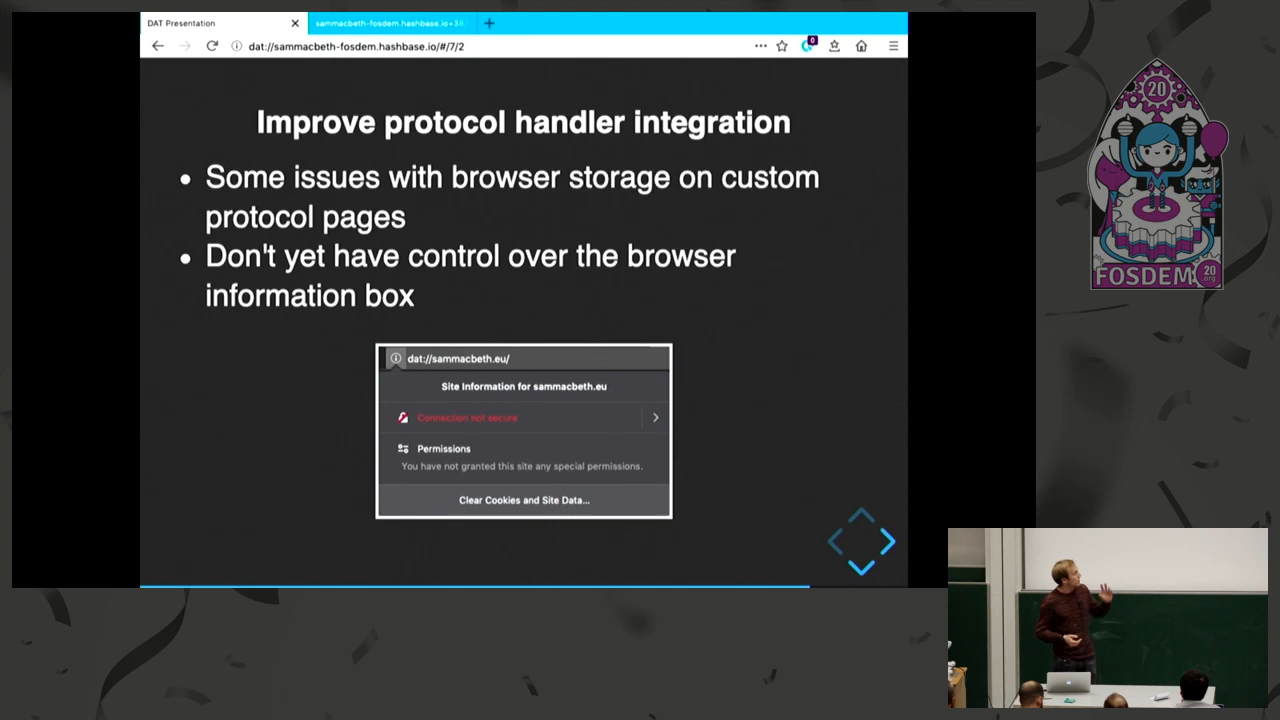 DAT Presentation
sammacbeth-fosdem.hashbase.io+38
dat://sammacbeth-fosdem.hashbase.io/#/7/2
0
Improve protocol handler integration
• Some issues with browser storage on custom
protocol pages
• Don't yet have control over the browser
information box
dat://sammacbeth.eu/
Site Information for sammacbeth.eu
Connection not secure
Permissions
You have not granted this site any special permissions.
Clear Cookies and Site Data...
20
FOSDEM
20
.org